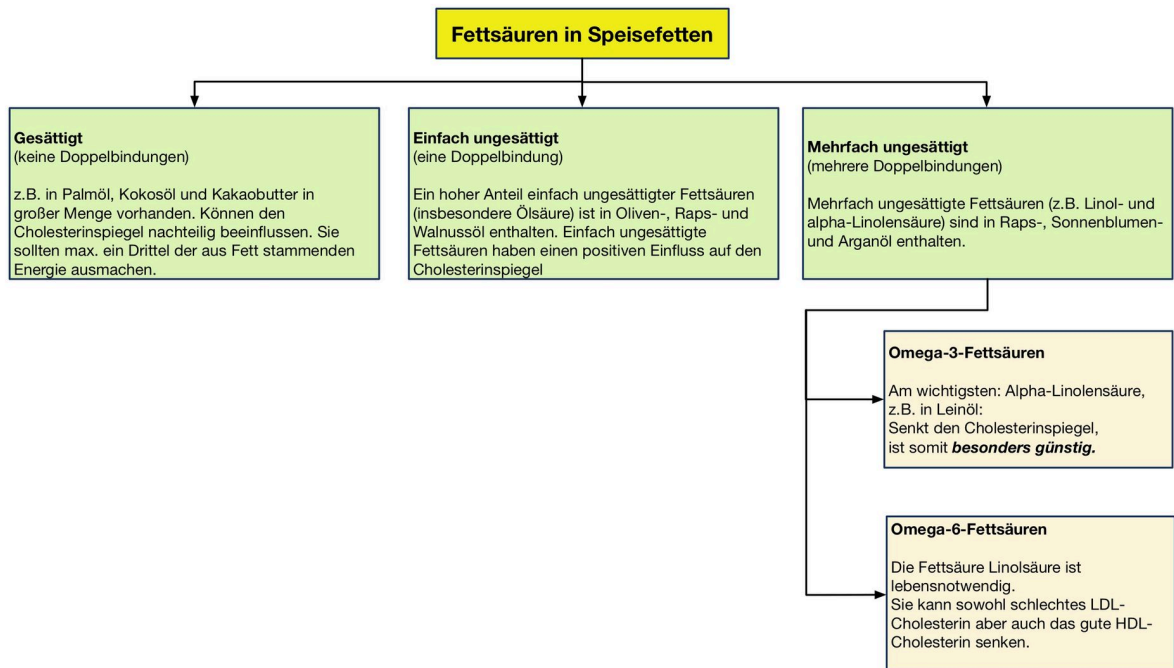 Fettsäuren in Speisefetten
Gesättigt
(keine Doppelbindungen)
z.B. in Palmöl, Kokosöl und Kakaobutter in
großer Menge vorhanden. Können den
Cholesterinspiegel nachteilig beeinflussen. Sie
sollten max. ein Drittel der aus Fett stammenden
Energie ausmachen.
Einfach ungesättigt
(eine Doppelbindung)
Ein hoher Anteil einfach ungesättigter Fettsäuren
(insbesondere Ölsäure) ist in Oliven-, Raps- und
Walnussöl enthalten. Einfach ungesättigte
Fettsäuren haben einen positiven Einfluss auf den
Cholesterinspiegel
Mehrfach ungesättigt
(mehrere Doppelbindungen)
Mehrfach ungesättigte Fettsäuren (z.B. Linol- und
alpha-Linolensäure) sind in Raps-, Sonnenblumen-
und Arganöl enthalten.
Omega-3-Fettsäuren
Am wichtigsten: Alpha-Linolensäure,
z.B. in Leinöl:
Senkt den Cholesterinspiegel,
ist somit besonders günstig.
Omega-6-Fettsäuren
Die Fettsäure Linolsäure ist
lebensnotwendig.
Sie kann sowohl schlechtes LDL-
Cholesterin aber auch das gute HDL-
Cholesterin senken.